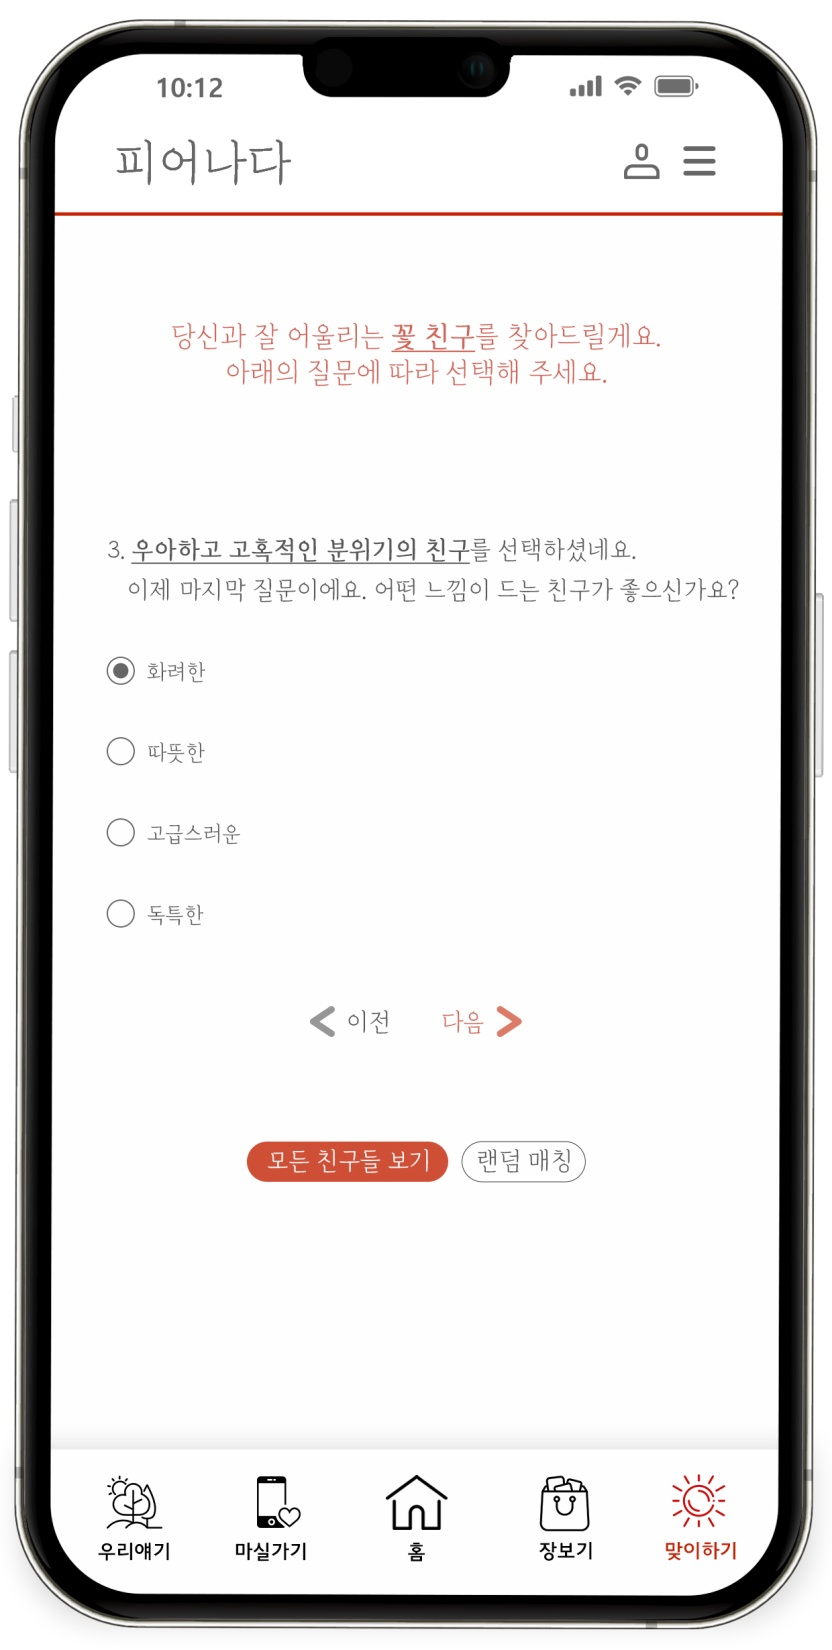 10:12
피어나다
당신과 잘 어울리는 꽃 친구를 찾아드릴게요.
아래의 질문에 따라 선택해 주세요.
3. 우아하고 고혹적인 분위기의 친구를 선택하셨네요.
이제 마지막 질문이에요. 어떤 느낌이 드는 친구가 좋으신가요?
화려한
따뜻한
고급스러운
독특한
이전 다음
모든 친구들 보기 랜덤 매칭
우리얘기 마실가기 홈 장보기 맞이하기